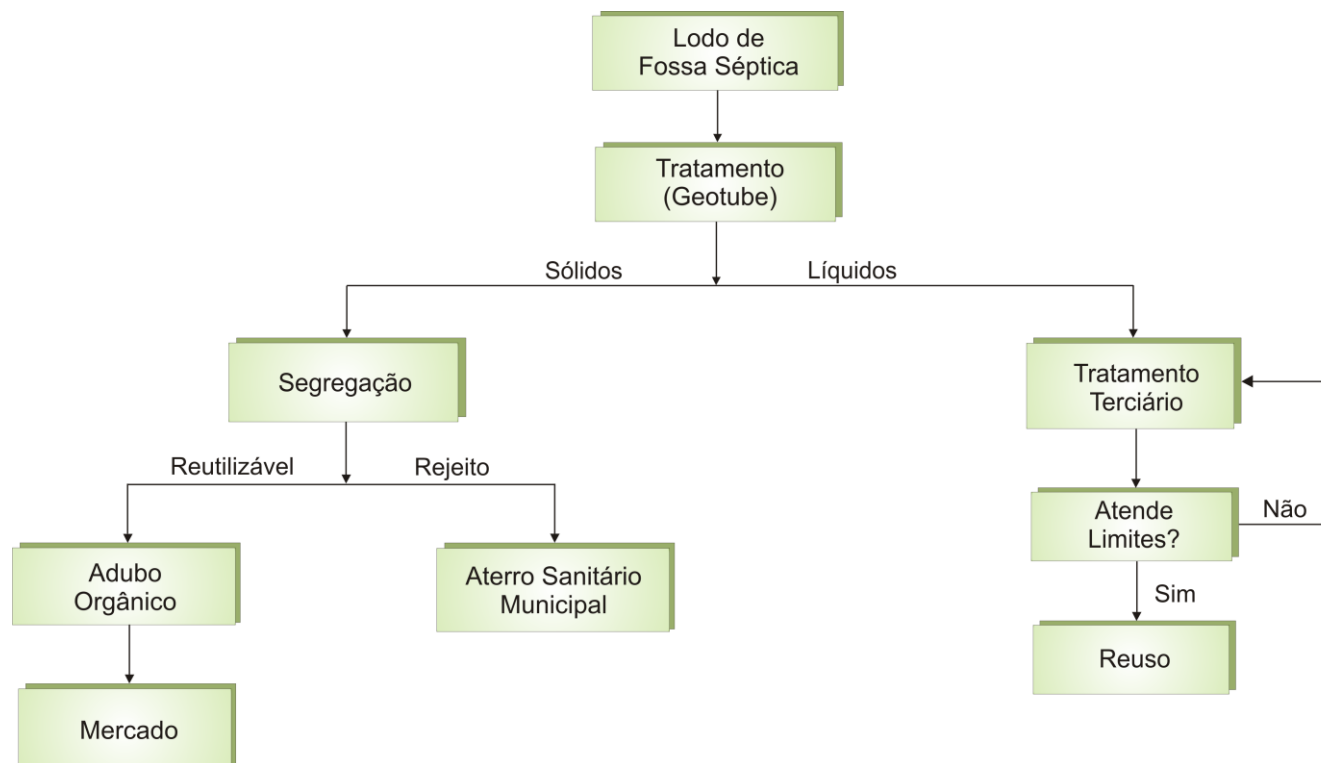 Lodo de
Fossa Séptica
Tratamento
(Geotube)
Sólidos
Líquidos
Segregação
Tratamento
Terciário
Reutilizável
Rejeito
Atende
Limites?
Não
Adubo
Orgânico
Aterro Sanitário
Municipal
Sim
Reuso
Mercado